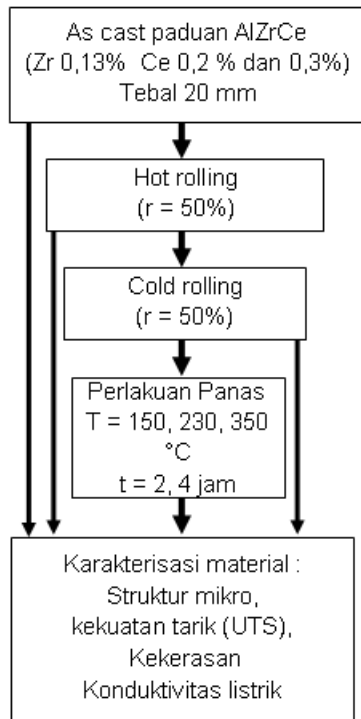 As cast paduan AlZrCe
(Zr 0,13% Ce 0,2 % dan 0,3%)
Tebal 20 mm
Hot rolling
(r = 50%)
Cold rolling
(r = 50%)
Perlakuan Panas
T = 150, 230, 350
°C
t = 2, 4 jam
Karakterisasi material :
Struktur mikro,
kekuatan tarik (UTS),
Kekerasan
Konduktivitas listrik